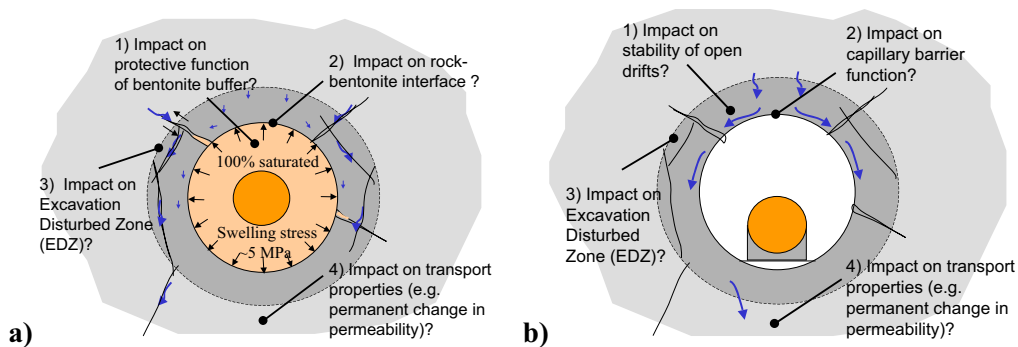 1) Impact on
protective function
of bentonite buffer?
2) Impact on rock-
bentonite interface ?
100% saturated
3)  Impact on
Excavation
Disturbed Zone
(EDZ)?
Swelling stress
~5 MPa
4) Impact on transport
properties (e.g.
permanent change in
permeability)?
a)
1) Impact on
stability of open
drifts?
2) Impact on
capillary barrier
function?
3) Impact on
Excavation
Disturbed
Zone (EDZ)?
4) Impact on transport
properties (e.g.
permanent change in
permeability)?
b)